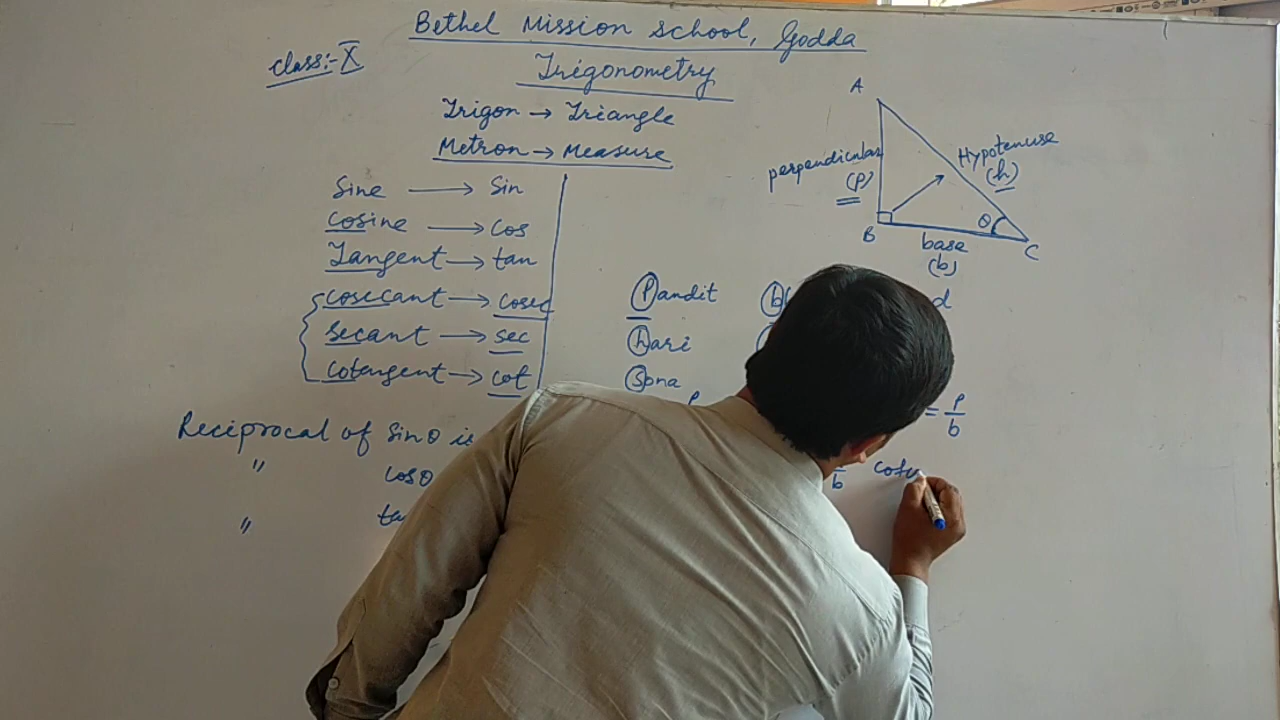 Bethel Mission School, Godda
Class:- X
Trigonometry
Trigon → Triangle
Metron → Measure
Sine → Sin
Cosine → Cos
Tangent → tan
cosecant → cosec
secant → sec
cotangent → cot
A
perpendicular
(p)
Hypotenuse
(h)
B
θ
C
base
(b)
Pandit
hari
Sona
= p/b
b
Reciprocal of Sinθ is
" cosθ
"